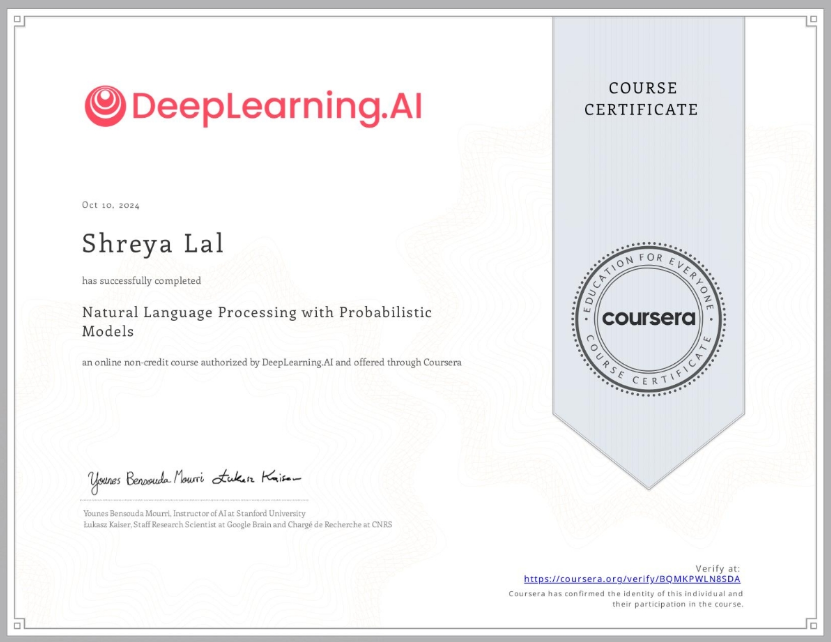 DeepLearning.AI
COURSE
CERTIFICATE
Oct 10, 2024
Shreya Lal
has successfully completed
Natural Language Processing with Probabilistic
Models
an online non-credit course authorized by DeepLearning.AI and offered through Coursera
EDUCATION FOR EVERYONE
coursera
COURSE CERTIFICATE
Younes Bensouda Mourri Łukasz Kaiser
Younes Bensouda Mourri, Instructor of AI at Stanford University
Łukasz Kaiser, Staff Research Scientist at Google Brain and Chargé de Recherche at CNRS
Verify at:
https://coursera.org/verify/BQMKPWLN8SDA
Coursera has confirmed the identity of this individual and
their participation in the course.